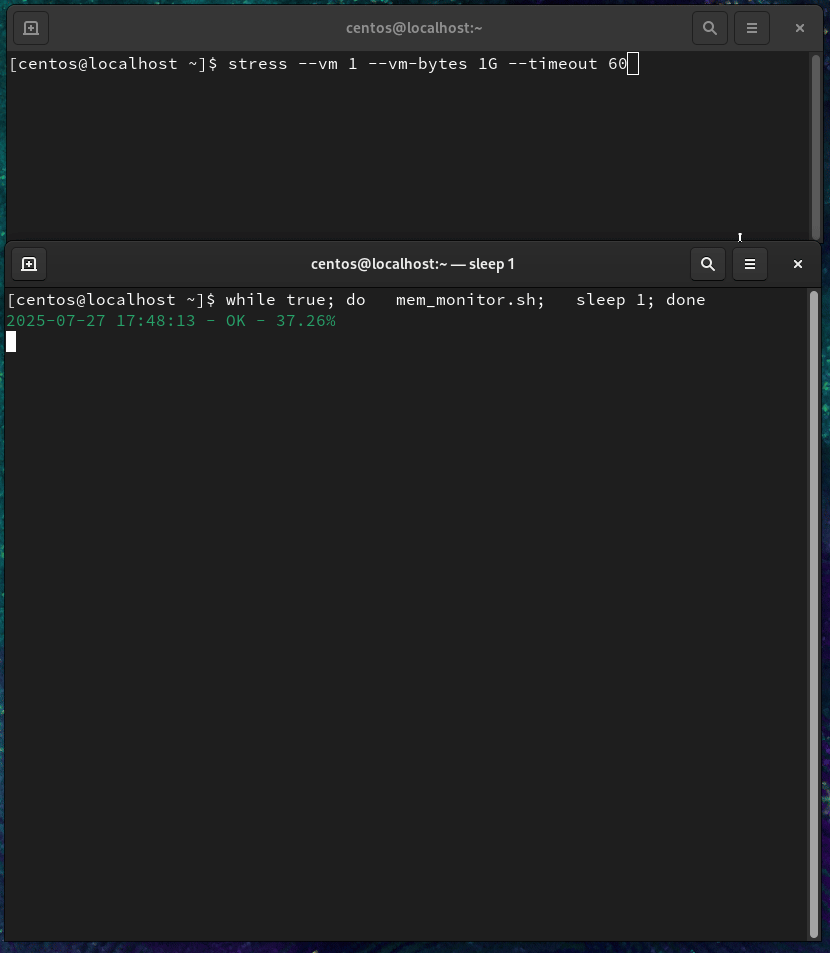 centos@localhost:~
[centos@localhost ~]$ stress --vm 1 --vm-bytes 1G --timeout 60
centos@localhost:~ — sleep 1
[centos@localhost ~]$ while true; do   mem_monitor.sh;   sleep 1; done
2025-07-27 17:48:13 - OK - 37.26%